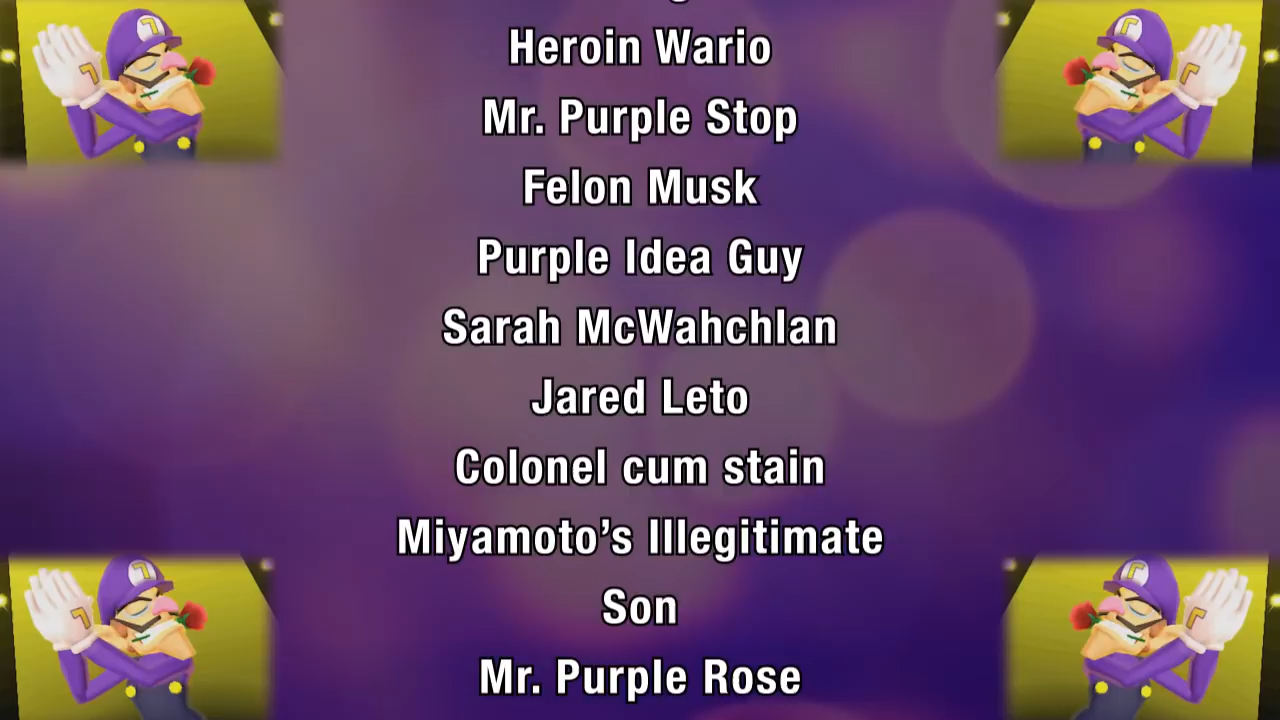 Heroin Wario
Mr. Purple Stop
Felon Musk
Purple Idea Guy
Sarah McWahchlan
Jared Leto
Colonel cum stain
Miyamoto’s Illegitimate
Son
Mr. Purple Rose